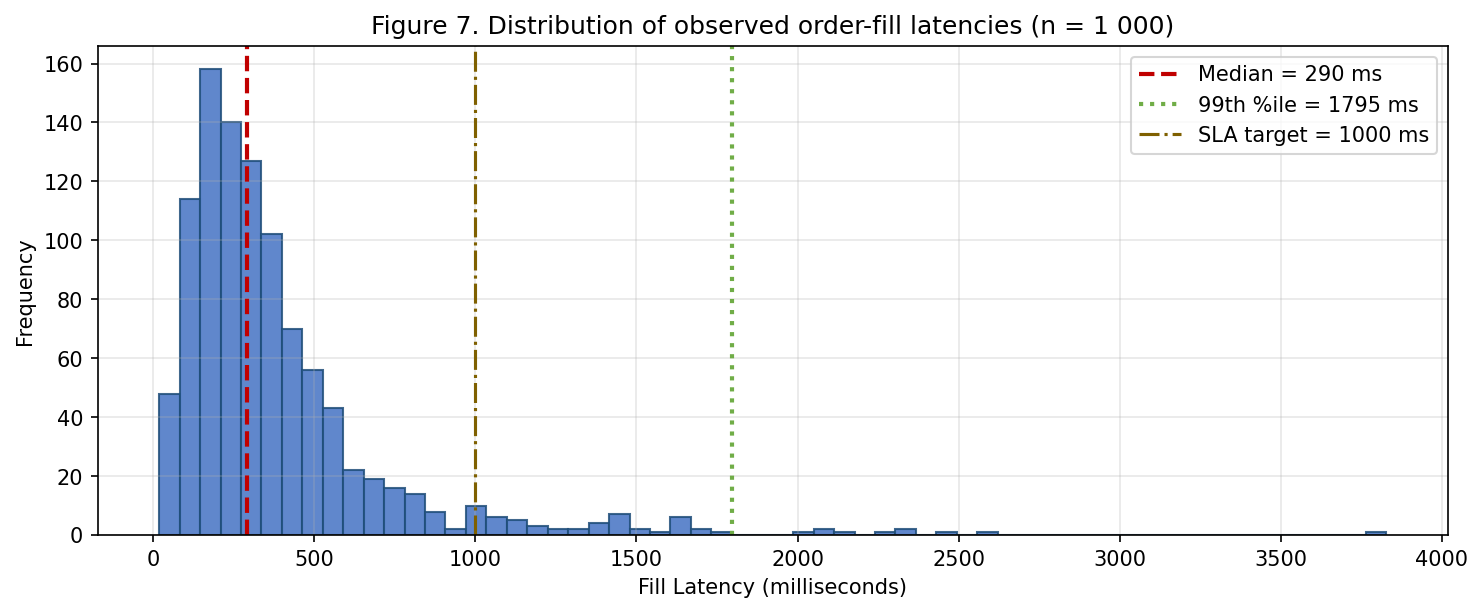 Figure 7. Distribution of observed order-fill latencies (n = 1 000)
Median = 290 ms
99th %ile = 1795 ms
SLA target = 1000 ms
Frequency
160
140
120
100
80
60
40
20
0
0 500 1000 1500 2000 2500 3000 3500 4000
Fill Latency (milliseconds)